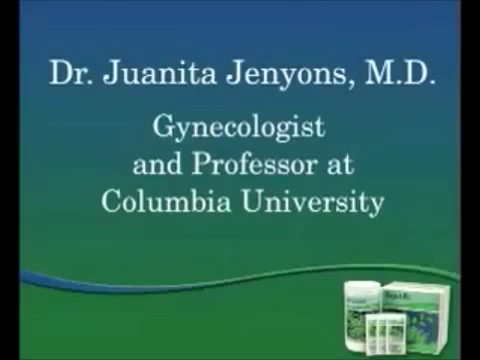 Dr. Juanita Jenyons, M.D.
Gynecologist
and Professor at
Columbia University